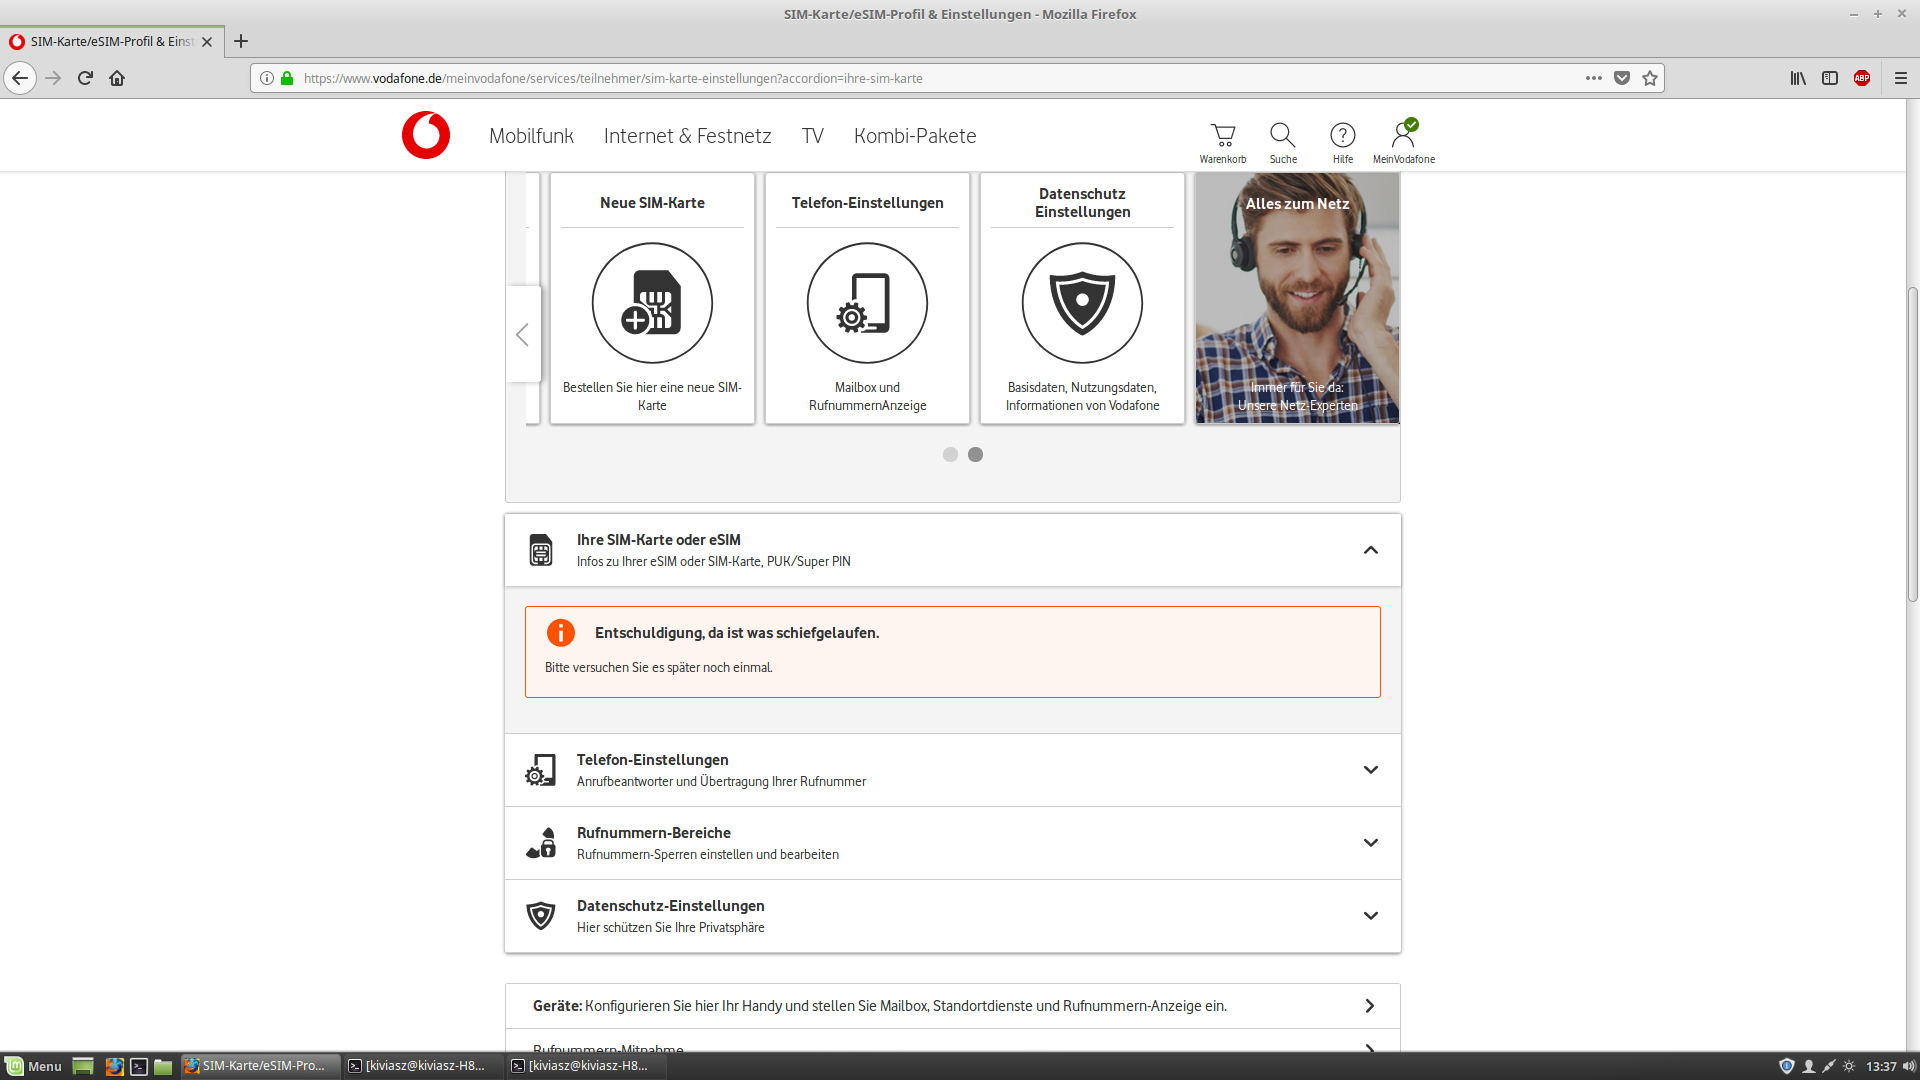 SIM-Karte/eSIM-Profil & Einstellungen - Mozilla Firefox
SIM-Karte/eSIM-Profil & Einst
https://www.vodafone.de/meinvodafone/services/teilnehmer/sim-karte-einstellungen?accordion=ihre-sim-karte
ABP
Mobilfunk
Internet & Festnetz
TV
Kombi-Pakete
Warenkorb
Suche
Hilfe
MeinVodafone
Neue SIM-Karte
Bestellen Sie hier eine neue SIM-
Karte
Telefon-Einstellungen
Mailbox und
RufnummernAnzeige
Datenschutz
Einstellungen
Basisdaten, Nutzungsdaten,
Informationen von Vodafone
Alles zum Netz
Immer für Sie da:
Unsere Netz-Experten
Ihre SIM-Karte oder eSIM
Infos zu Ihrer eSIM oder SIM-Karte, PUK/Super PIN
Entschuldigung, da ist was schiefgelaufen.
Bitte versuchen Sie es später noch einmal.
Telefon-Einstellungen
Anrufbeantworter und Übertragung Ihrer Rufnummer
Rufnummern-Bereiche
Rufnummern-Sperren einstellen und bearbeiten
Datenschutz-Einstellungen
Hier schützen Sie Ihre Privatsphäre
Geräte: Konfigurieren Sie hier Ihr Handy und stellen Sie Mailbox, Standortdienste und Rufnummern-Anzeige ein.
Rufnummern-Mitnahme
Menu
SIM-Karte/eSIM-Pro...
[kiviasz@kiviasz-H8...
[kiviasz@kiviasz-H8...
13:37